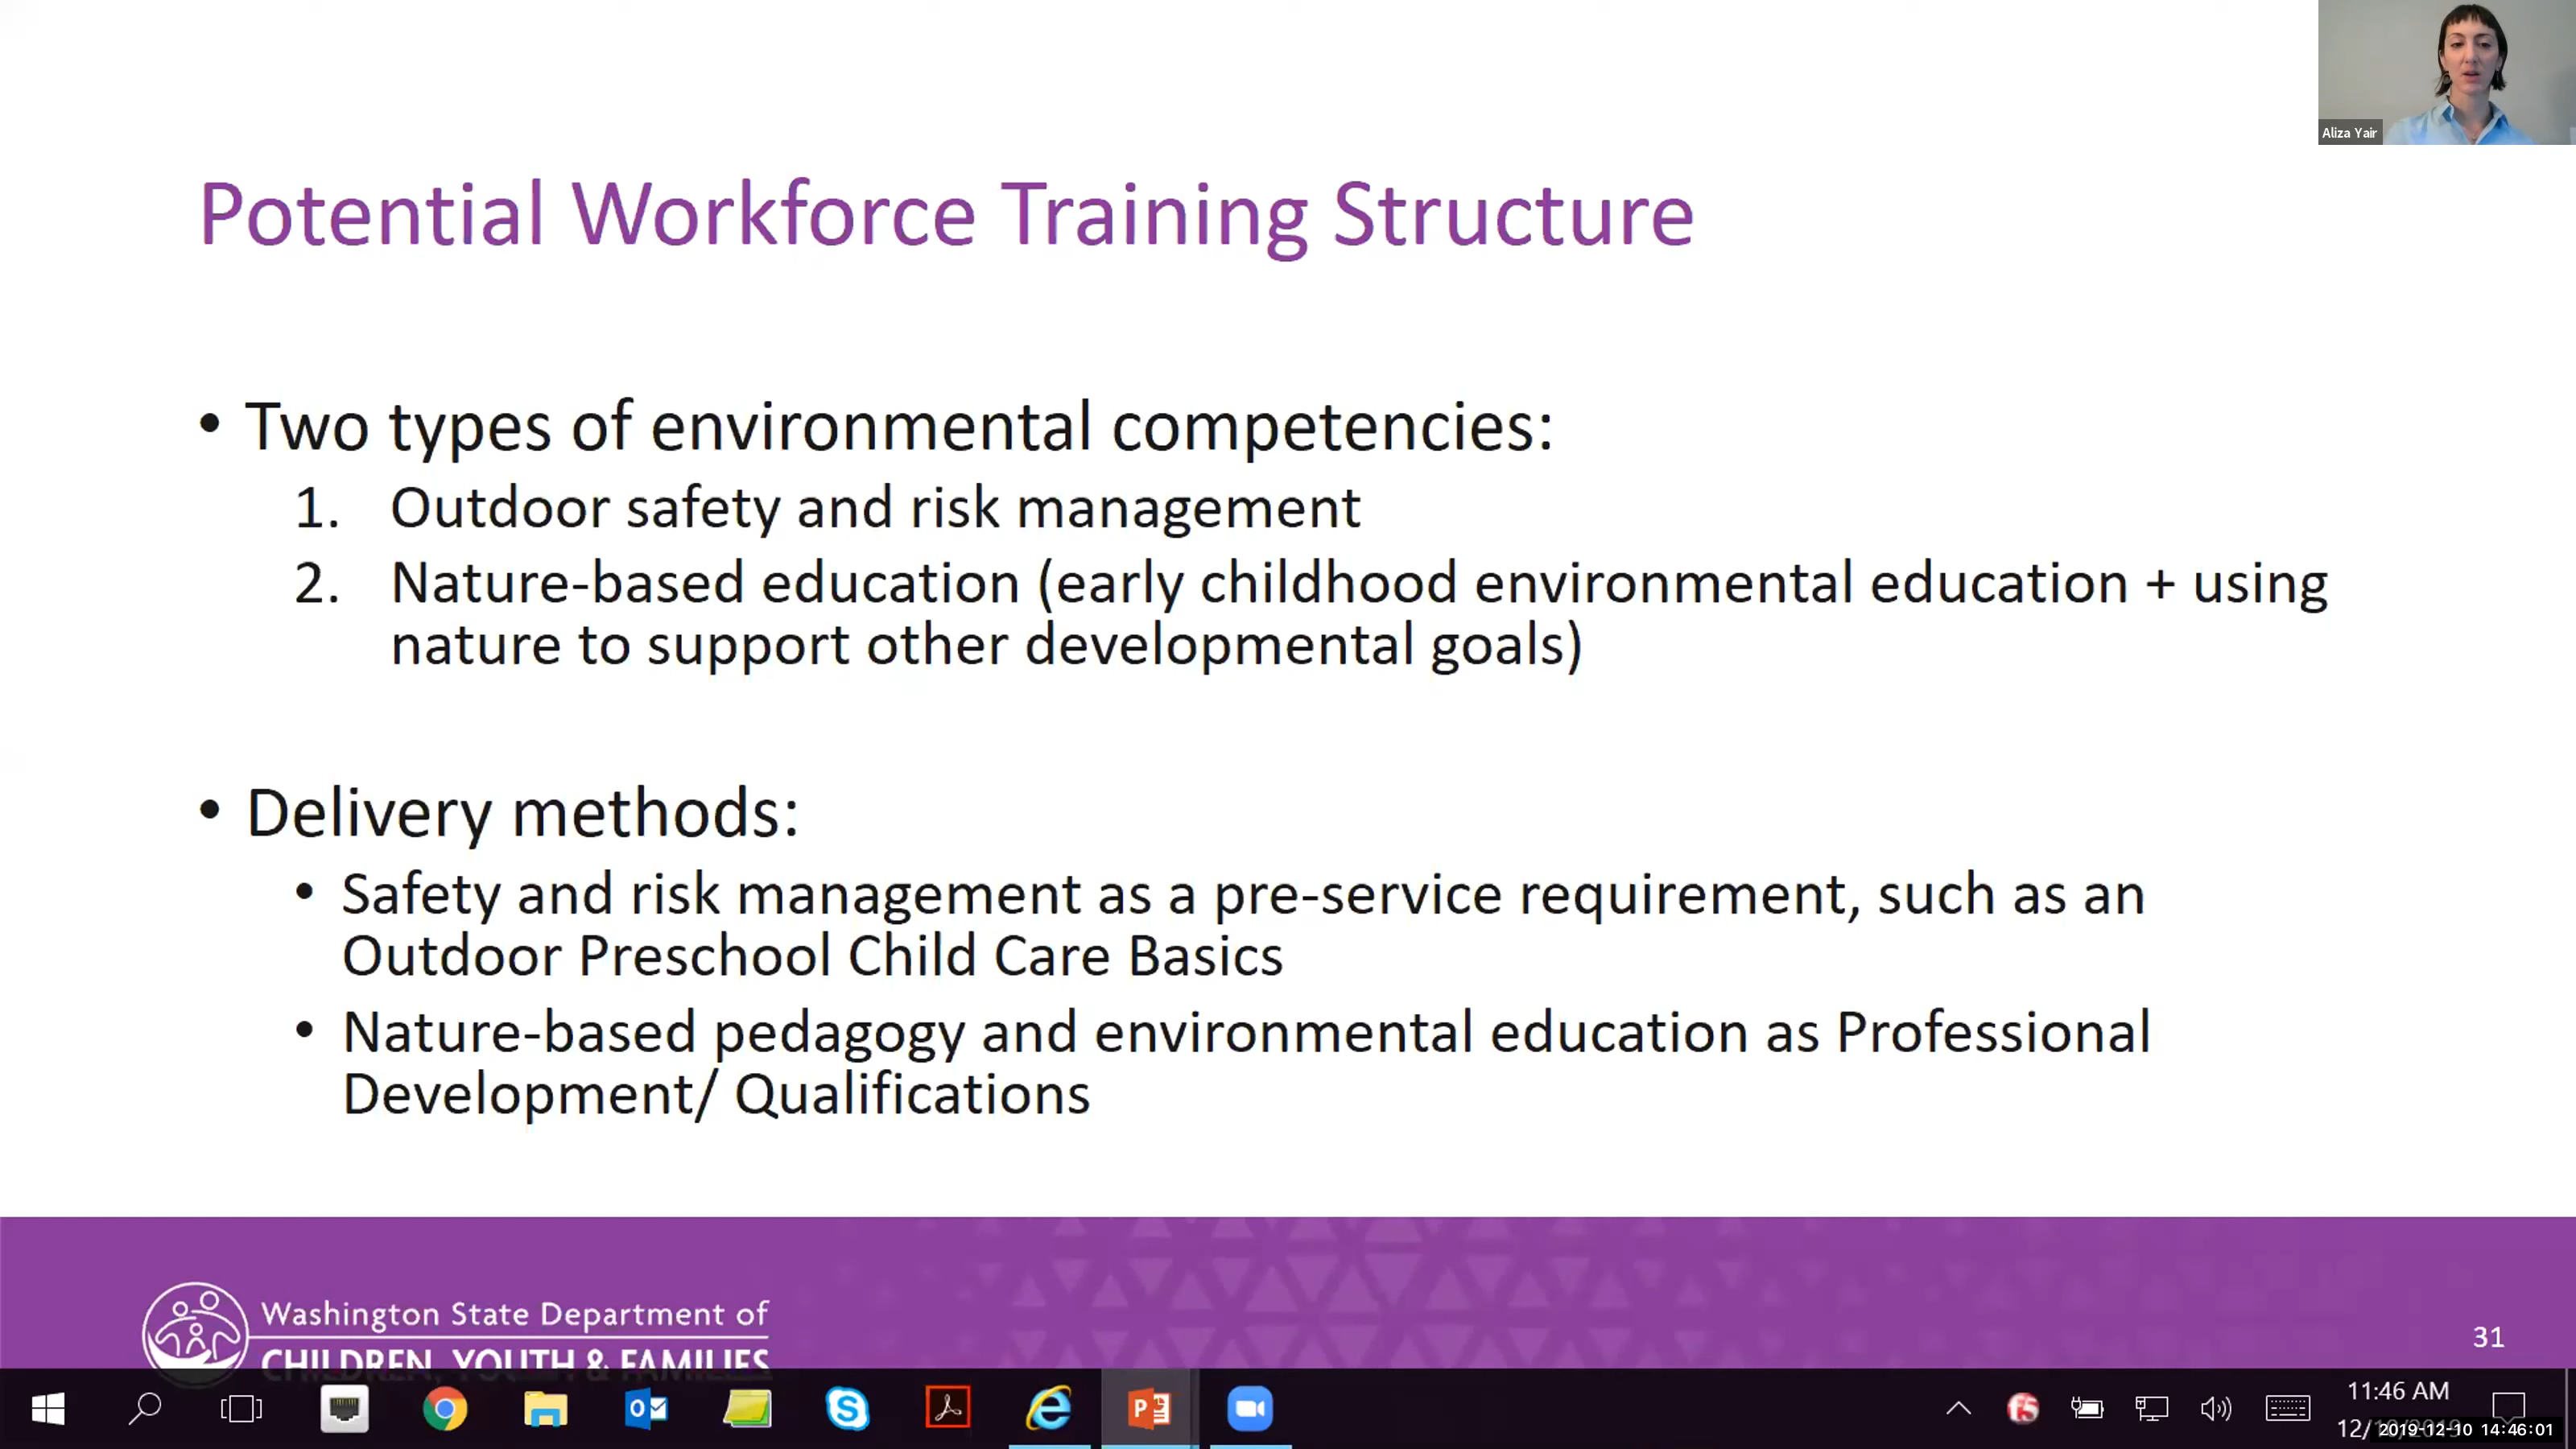 Aliza Yair
Potential Workforce Training Structure
• Two types of environmental competencies:
1. Outdoor safety and risk management
2. Nature-based education (early childhood environmental education + using
nature to support other developmental goals)
• Delivery methods:
• Safety and risk management as a pre-service requirement, such as an
Outdoor Preschool Child Care Basics
• Nature-based pedagogy and environmental education as Professional
Development/ Qualifications
Washington State Department of
CHILDREN, YOUTH & FAMILIES
31
11:46 AM
2019-12-10 14:46:01